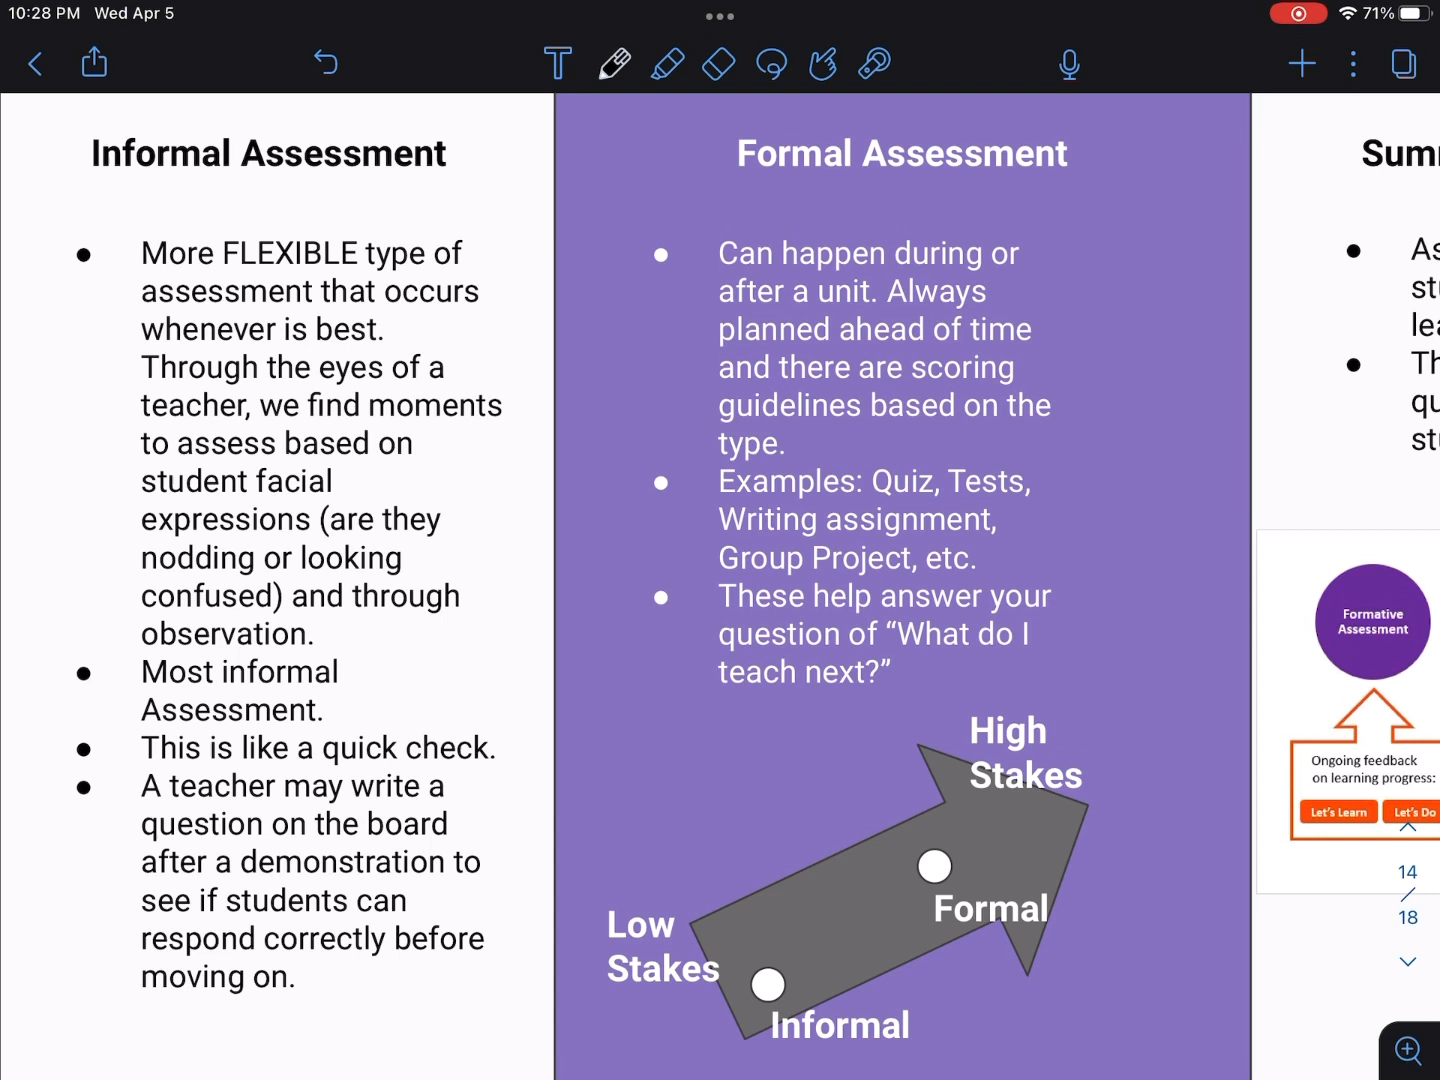 10:28 PM Wed Apr 5
71%
Informal Assessment
● More FLEXIBLE type of
assessment that occurs
whenever is best.
Through the eyes of a
teacher, we find moments
to assess based on
student facial
expressions (are they
nodding or looking
confused) and through
observation.
● Most informal
Assessment.
● This is like a quick check.
● A teacher may write a
question on the board
after a demonstration to
see if students can
respond correctly before
moving on.
Formal Assessment
● Can happen during or
after a unit. Always
planned ahead of time
and there are scoring
guidelines based on the
type.
● Examples: Quiz, Tests,
Writing assignment,
Group Project, etc.
● These help answer your
question of “What do I
teach next?”
High
Stakes
Formal
Low
Stakes
Informal
Formative
Assessment
Ongoing feedback
on learning progress:
Let's Learn
Let's Do
14
/
18